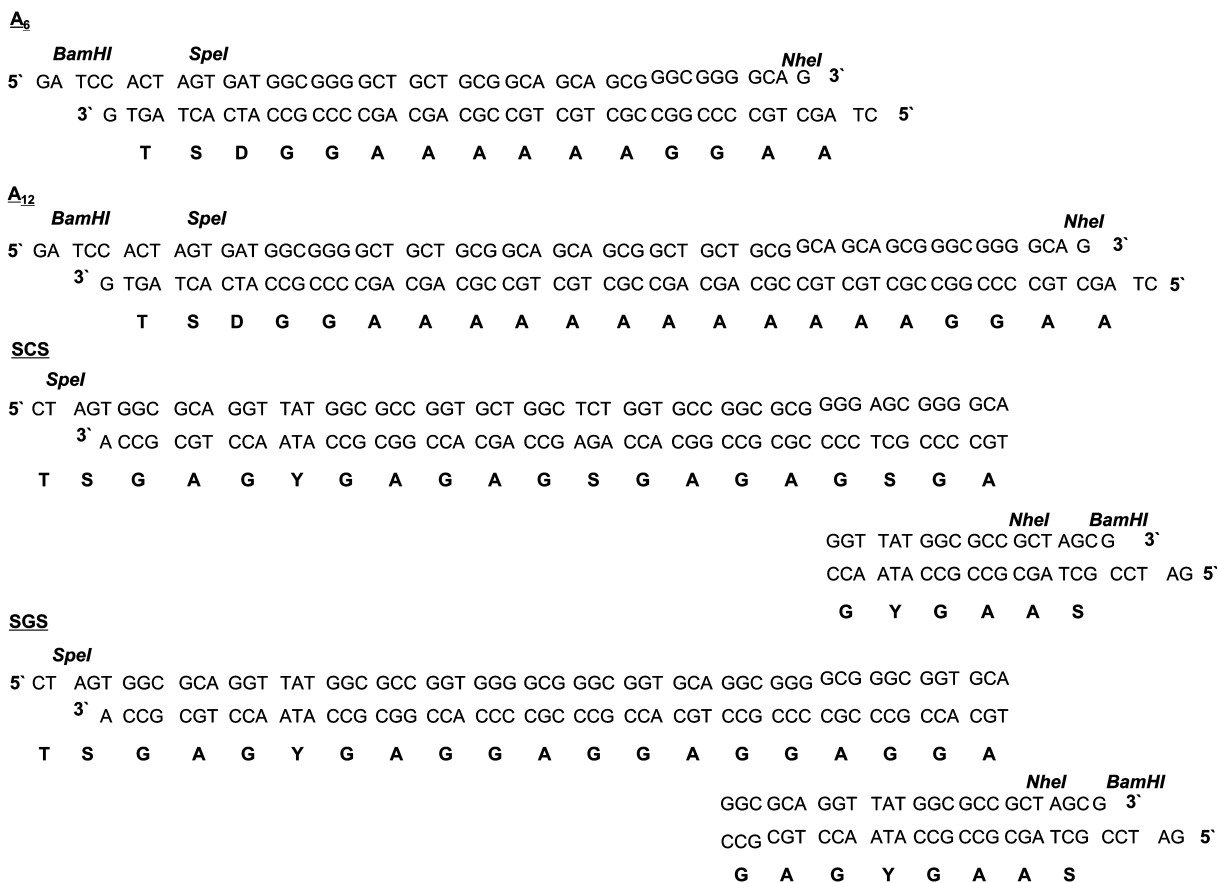 A6
BamHI SpeI NheI
5` GA TCC ACT AGT GAT GGC GGG GCT GCT GCG GCA GCA GCG GGC GGG GCA G 3`
3` G TGA TCA CTA CCG CCC CGA CGA CGC CGT CGT CGC CGG CCC CGT CGA TC 5`
T S D G G A A A A A A G G A A
A12
BamHI SpeI NheI
5` GA TCC ACT AGT GAT GGC GGG GCT GCT GCG GCA GCA GCG GCT GCT GCG GCA GCA GCG GGC GGG GCA G 3`
3` G TGA TCA CTA CCG CCC CGA CGA CGC CGT CGT CGC CGA CGA CGC CGT CGT CGC CGG CCC CGT CGA TC 5`
T S D G G A A A A A A A A A A A A G G A A
SCS
SpeI
5` CT AGT GGC GCA GGT TAT GGC GCC GGT GCT GGC TCT GGT GCC GGC GCG GGG AGC GGG GCA
3` A CCG CGT CCA ATA CCG CGG CCA CGA CCG AGA CCA CGG CCG CGC CCC TCG CCC CGT
T S G A G Y G A G A G S G A G A G S G A
NheI BamHI
GGT TAT GGC GCC GCT AGC G 3`
CCA ATA CCG CCG CGA TCG CCT AG 5`
G Y G A A S
SGS
SpeI
5` CT AGT GGC GCA GGT TAT GGC GCC GGT GGG GCG GGC GGT GCA GGC GGG GCG GGC GGT GCA
3` A CCG CGT CCA ATA CCG CGG CCA CCC CGC CCG CCA CGT CCG CCC CGC CCG CCA CGT
T S G A G Y G A G G A G G A G G A G G A
NheI BamHI
GGC GCA GGT TAT GGC GCC GCT AGC G 3`
CCG CGT CCA ATA CCG CCG CGA TCG CCT AG 5`
G A G Y G A A S